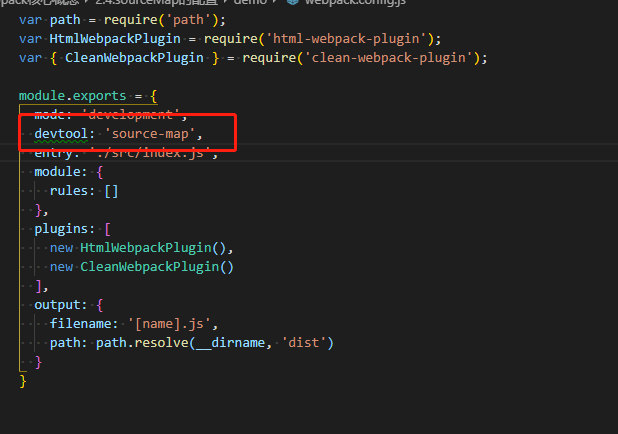 pack核心概念 > 2.4.SourceMap的配置 > demo > webpack.config.js
var path = require('path');
var HtmlWebpackPlugin = require('html-webpack-plugin');
var { CleanWebpackPlugin } = require('clean-webpack-plugin');
module.exports = {
mode: 'development',
devtool: 'source-map',
entry: './src/index.js',
module: {
rules: []
},
plugins: [
new HtmlWebpackPlugin(),
new CleanWebpackPlugin()
],
output: {
filename: '[name].js',
path: path.resolve(__dirname, 'dist')
}
}